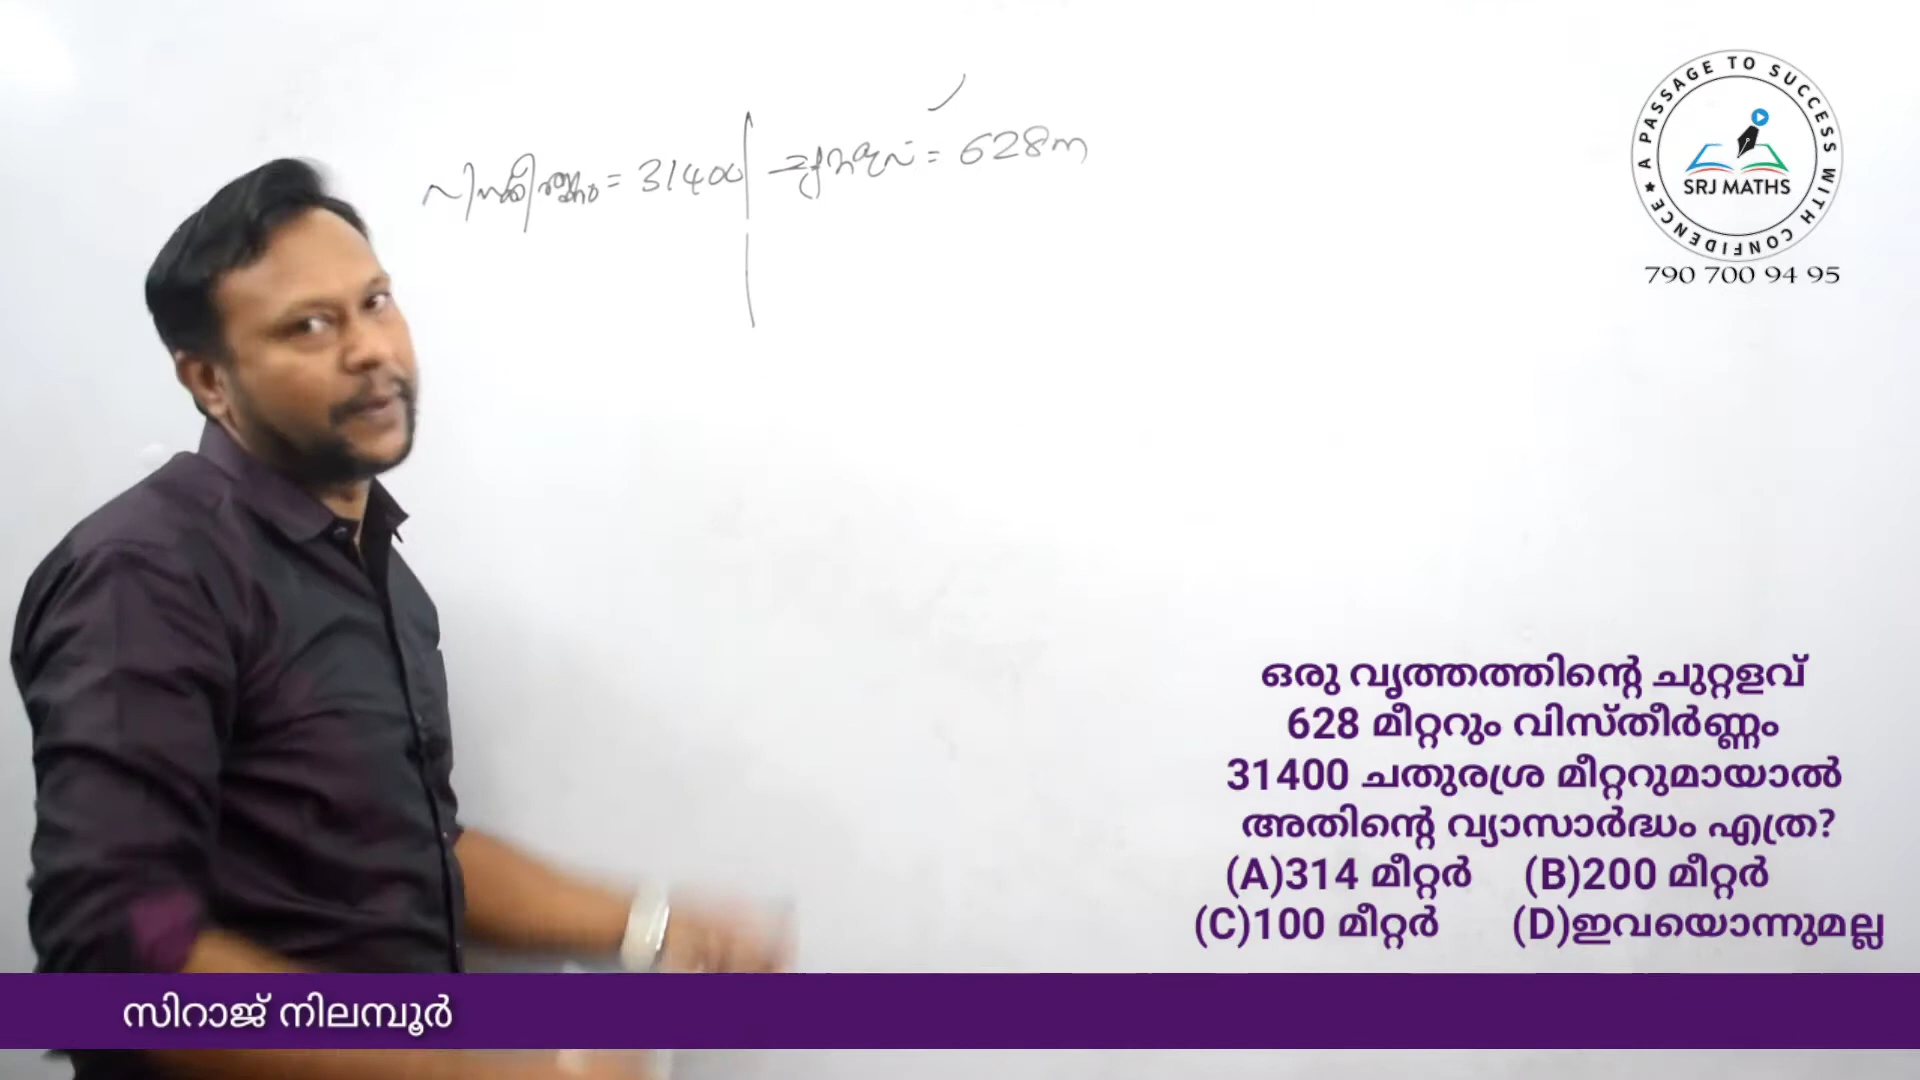 വിസ്തീർണ്ണം = 31400
ചുറ്റളവ് = 628 m
A PASSAGE TO SUCCESS WITH CONFIDENCE
SRJ MATHS
790 700 94 95
ഒരു വൃത്തത്തിന്റെ ചുറ്റളവ്
628 മീറ്ററും വിസ്തീർണ്ണം
31400 ചതുരശ്ര മീറ്ററുമായാൽ
അതിന്റെ വ്യാസാർദ്ധം എത്ര?
(A)314 മീറ്റർ (B)200 മീറ്റർ
(C)100 മീറ്റർ (D)ഇവയൊന്നുമല്ല
സിറാജ് നിലമ്പൂർ